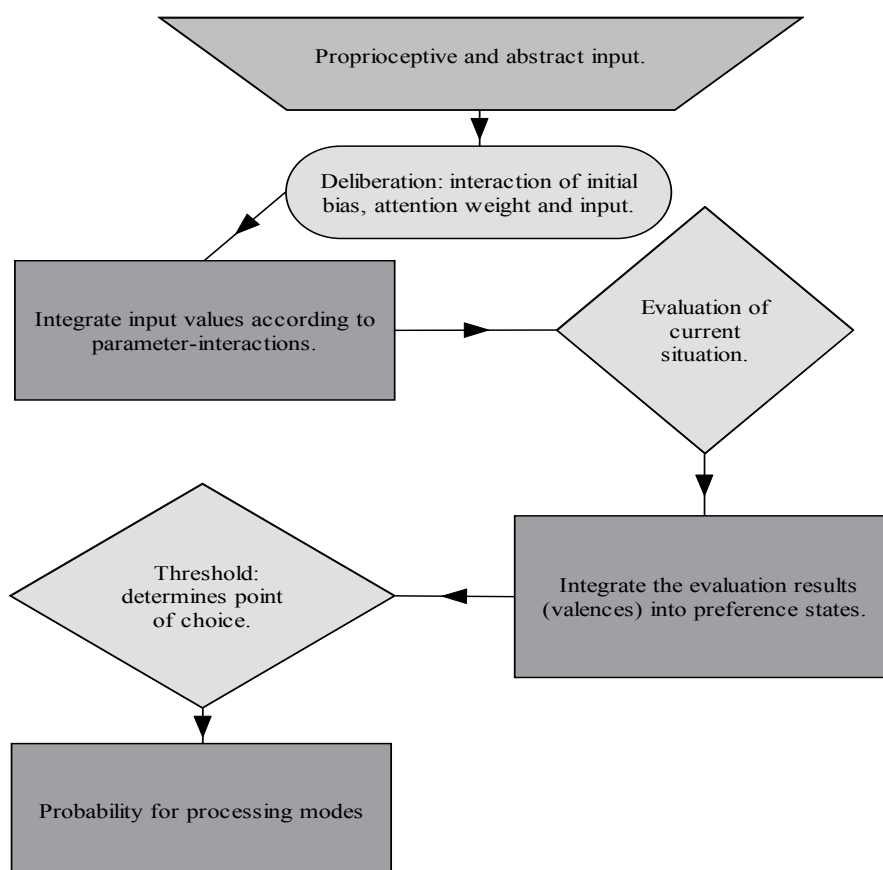 Proprioceptive and abstract input.
Deliberation: interaction of initial
bias, attention weight and input.
Integrate input values according to
parameter-interactions.
Evaluation of
current
situation.
Integrate the evaluation results
(valences) into preference states.
Threshold:
determines point
of choice.
Probability for processing modes